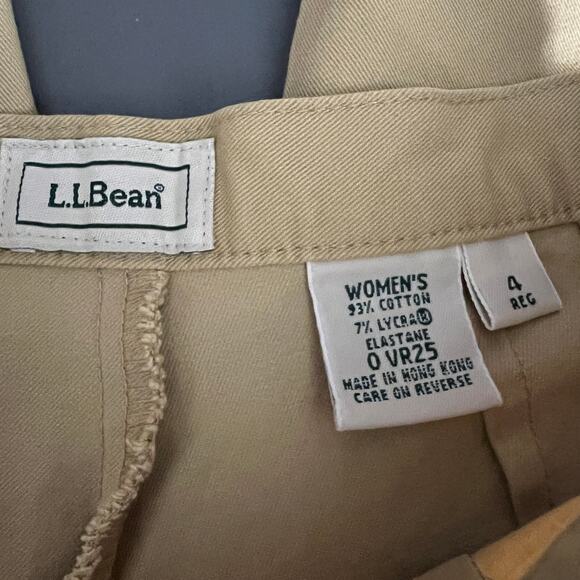 L.L.Bean®
WOMEN'S
93% COTTON
7% LYCRA®
ELASTANE
0 VR25
MADE IN HONG KONG
CARE ON REVERSE
4
REG